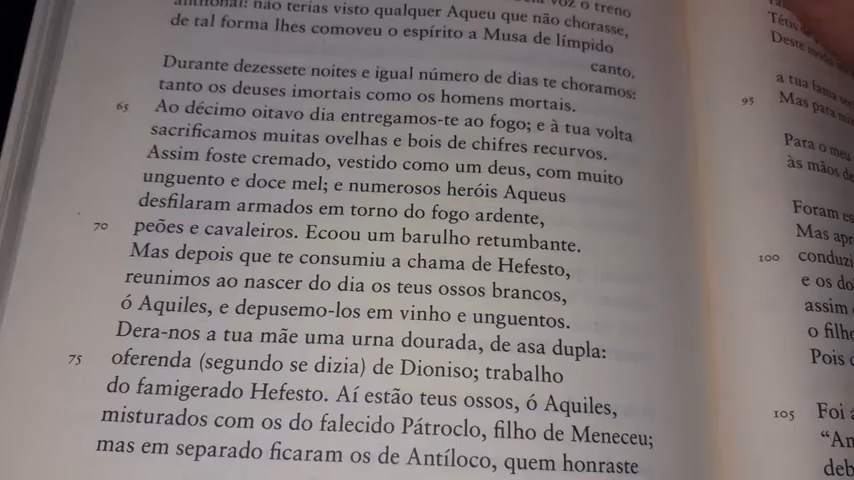 antifonal: não terias visto qualquer Aqueu que não chorasse,
de tal forma lhes comoveu o espírito a Musa de límpido
canto.
Durante dezessete noites e igual número de dias te choramos:
tanto os deuses imortais como os homens mortais.
65 Ao décimo oitavo dia entregamos-te ao fogo; e à tua volta
sacrificamos muitas ovelhas e bois de chifres recurvos.
Assim foste cremado, vestido como um deus, com muito
unguento e doce mel; e numerosos heróis Aqueus
desfilaram armados em torno do fogo ardente,
70 peões e cavaleiros. Ecoou um barulho retumbante.
Mas depois que te consumiu a chama de Hefesto,
reunimos ao nascer do dia os teus ossos brancos,
ó Aquiles, e depusemo-los em vinho e unguentos.
Dera-nos a tua mãe uma urna dourada, de asa dupla:
75 oferenda (segundo se dizia) de Dioniso; trabalho
do famigerado Hefesto. Aí estão teus ossos, ó Aquiles,
misturados com os do falecido Pátroclo, filho de Meneceu;
mas em separado ficaram os de Antíloco, quem honraste
Deste
a tua fama
95 Mas para
Para o meu
às mãos
Foram
Mas
100
e os
assim
o
Pois
105 Foi